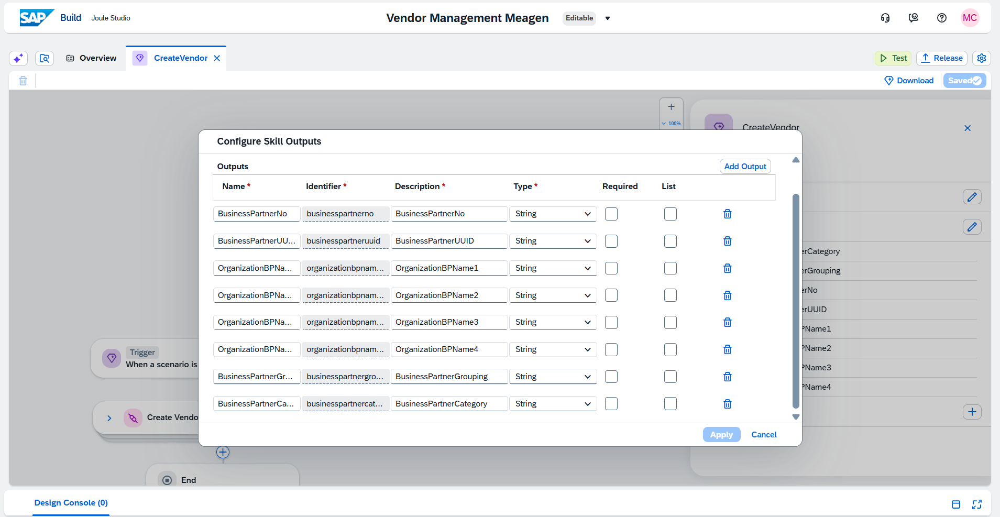 SAP Build Joule Studio
Vendor Management Meagen Editable
MC
Overview CreateVendor
Test Release
Download Saved
100%
CreateVendor
Configure Skill Outputs
Outputs Add Output
Name * Identifier * Description * Type * Required List
BusinessPartnerNo businesspartnerno BusinessPartnerNo String
BusinessPartnerUU... businesspartneruuid BusinessPartnerUUID String
OrganizationBPNa... organizationbpnam... OrganizationBPName1 String
OrganizationBPNa... organizationbpnam... OrganizationBPName2 String
OrganizationBPNa... organizationbpnam... OrganizationBPName3 String
OrganizationBPNa... organizationbpnam... OrganizationBPName4 String
BusinessPartnerGr... businesspartnergro... BusinessPartnerGrouping String
BusinessPartnerCa... businesspartnercat... BusinessPartnerCategory String
Apply Cancel
erCategory
erGrouping
erNo
erUUID
PName1
PName2
PName3
PName4
Trigger
When a scenario is
Create Vendo
End
Design Console (0)